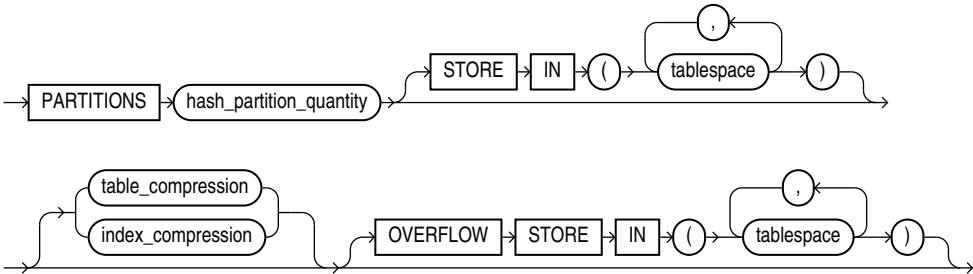 ,
STORE IN ( tablespace )
PARTITIONS hash_partition_quantity
table_compression
,
index_compression
OVERFLOW STORE IN ( tablespace )